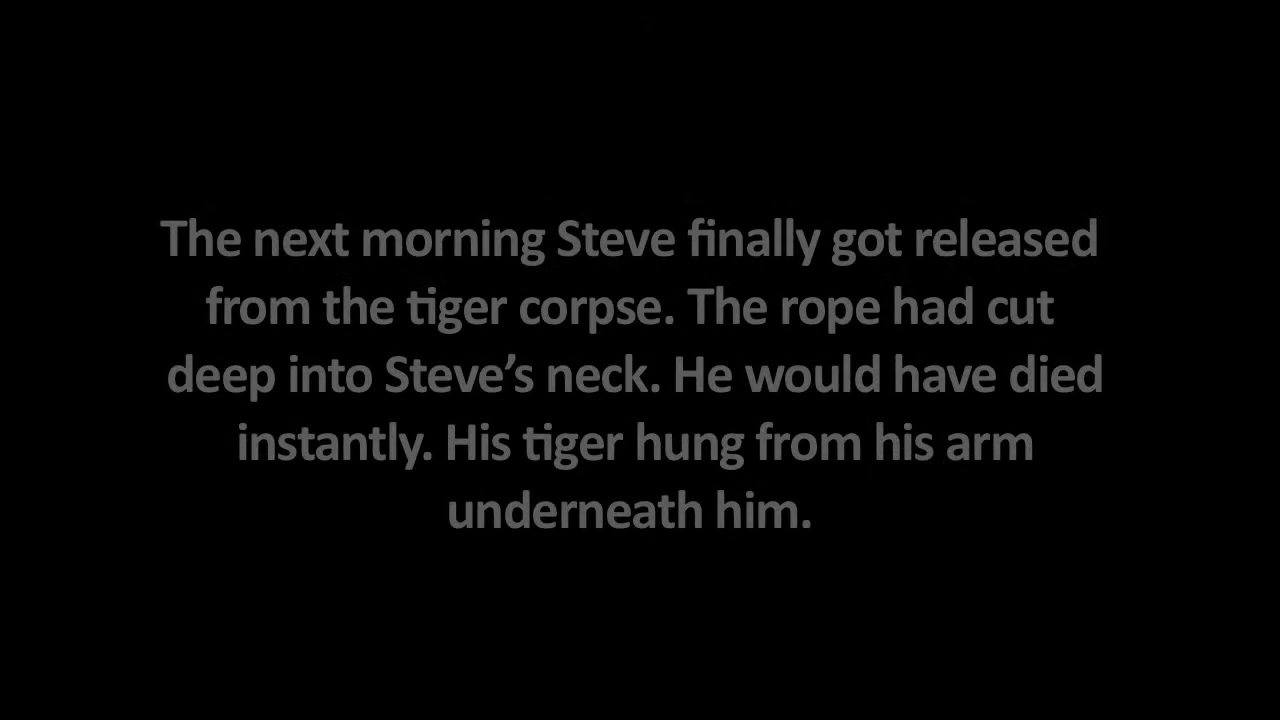 The next morning Steve finally got released
from the tiger corpse. The rope had cut
deep into Steve’s neck. He would have died
instantly. His tiger hung from his arm
underneath him.